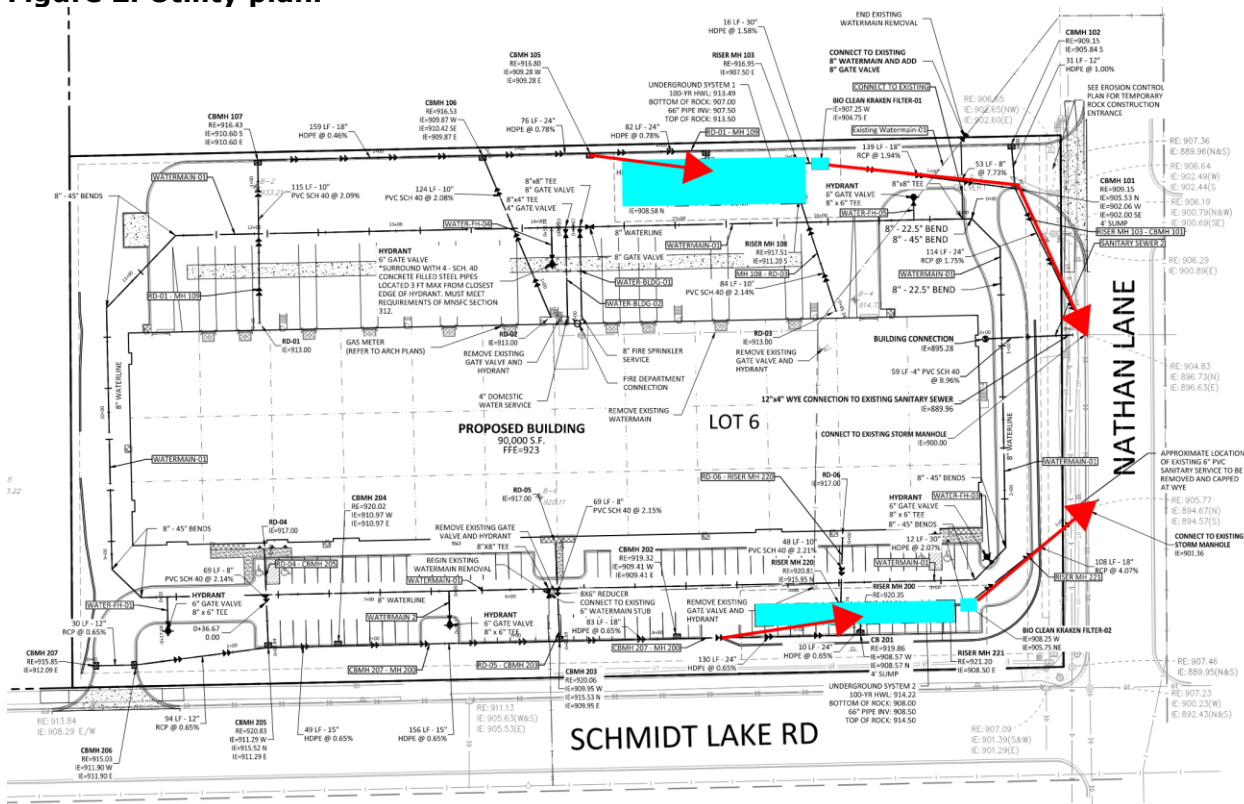 Figure 2. Utility plan.
END EXISTING
WATERMAIN REMOVAL
16 LF - 30"
HDPE @ 1.58%
CBMH 102
RE=909.15
IE=905.84 S
31 LF - 12"
HDPE @ 1.00%
CBMH 105
RE=916.80
IE=909.28 W
IE=909.28 E
RISER MH 103
RE=916.95
IE=907.50 E
CONNECT TO EXISTING
8" WATERMAIN AND ADD
8" GATE VALVE
SEE EROSION CONTROL
PLAN FOR TEMPORARY
ROCK CONSTRUCTION
ENTRANCE
UNDERGROUND SYSTEM 1
100-YR HWL: 913.49
BOTTOM OF ROCK: 907.00
66" PIPE INV: 907.50
TOP OF ROCK: 913.50
BIO CLEAN KRAKEN FILTER-01
IE=907.25 W
IE=904.75 E
CONNECT TO EXISTING
RE: 906.65
IE: 902.65(NW)
IE: 902.60(E)
CBMH 106
RE=916.53
IE=909.87 W
IE=910.42 SE
IE=909.87 E
CBMH 107
RE=916.43
IE=910.60 S
IE=910.60 E
159 LF - 18"
HDPE @ 0.46%
76 LF - 24"
HDPE @ 0.78%
82 LF - 24"
HDPE @ 0.78%
RD-01 - MH 109
Existing Watermain-01
139 LF - 18"
RCP @ 1.94%
53 LF - 8"
@ 7.73%
RE: 907.36
IE: 889.96(N&S)
RE: 906.64
IE: 902.49(W)
IE: 902.44(S
CBMH 101
RE=909.15
IE=905.53 N
IE=902.06 W
IE=902.00 SE
4' SUMP
RE: 906.19
IE: 900.79(N&W)
IE: 900.69(SE)
WATERMAIN-01
8" - 45° BENDS
115 LF - 10"
PVC SCH 40 @ 2.09%
124 LF - 10"
PVC SCH 40 @ 2.08%
8"x8" TEE
8" GATE VALVE
8"x4" TEE
4" GATE VALVE
IE=908.58 N
HYDRANT
6" GATE VALVE
8" x 6" TEE
8"x8" TEE
WATER-FH-04
WATER-FH-05
8" WATERLINE
WATERMAIN-01
8" - 22.5° BEND
8" - 45° BEND
RISER MH 103 - CBMH 101
SANITARY SEWER 2
HYDRANT
6" GATE VALVE
*SURROUND WITH 4 - SCH. 40
CONCRETE FILLED STEEL PIPES
LOCATED 3 FT MAX FROM CLOSEST
EDGE OF HYDRANT. MUST MEET
REQUIREMENTS OF MNSFC SECTION
312.
8" GATE VALVE
RISER MH 108
RE=917.51
IE=911.20 S
114 LF - 24"
RCP @ 1.75%
RE: 906.29
IE: 900.89(E)
WATER-BLDG-01
WATER-BLDG-02
MH 108 - RD-03
WATERMAIN-01
RD-01 - MH 109
84 LF - 10"
PVC SCH 40 @ 2.14%
8" - 22.5° BEND
RD-01
IE=913.00
GAS METER
(REFER TO ARCH PLANS)
RD-02
IE=913.00
REMOVE EXISTING
GATE VALVE AND
HYDRANT
8" FIRE SPRINKLER
SERVICE
RD-03
IE=913.00
REMOVE EXISTING
GATE VALVE AND
HYDRANT
BUILDING CONNECTION
IE=895.28
FIRE DEPARTMENT
CONNECTION
59 LF -4" PVC SCH 40
@ 8.96%
RE: 904.83
IE: 896.73(N)
IE: 896.63(E)
4" DOMESTIC
WATER SERVICE
REMOVE EXISTING
WATERMAIN
12"x4" WYE CONNECTION TO EXISTING SANITARY SEWER
IE=889.96
8" WATERLINE
PROPOSED BUILDING
90,000 S.F.
FFE=923
LOT 6
CONNECT TO EXISTING STORM MANHOLE
IE=900.00
NATHAN LANE
8" WATERLINE
WATERMAIN-01
WATERMAIN-01
APPROXIMATE LOCATION
OF EXISTING 6" PVC
SANITARY SERVICE TO BE
REMOVED AND CAPPED
AT WYE
RD-06 - RISER MH 220
RD-06
IE=917.00
8" - 45° BENDS
RD-05
IE=917.00
69 LF - 8"
PVC SCH 40 @ 2.15%
CBMH 204
RE=920.02
IE=910.97 W
IE=910.97 E
HYDRANT
6" GATE VALVE
8" x 6" TEE
WATER-FH-03
8" - 45° BENDS
RE: 905.77
IE: 894.67(N)
IE: 894.57(S)
8" - 45° BENDS
RD-04
IE=917.00
REMOVE EXISTING GATE
VALVE AND HYDRANT
8"X8" TEE
CBMH 202
RE=919.32
IE=909.41 W
IE=909.41 E
48 LF - 10"
PVC SCH 40 @ 2.21%
12 LF - 30"
HDPE @ 2.07%
CONNECT TO EXISTING
STORM MANHOLE
IE=901.36
BEGIN EXISTING
WATERMAIN REMOVAL
RISER MH 220
RE=920.81
IE=915.95 N
WATERMAIN-01
69 LF - 8"
PVC SCH 40 @ 2.14%
RD-04 - CBMH 205
WATERMAIN-01
RISER MH 200
RE=920.35
108 LF - 18"
RCP @ 4.07%
RISER MH 221
HYDRANT
6" GATE VALVE
8" x 6" TEE
WATER-FH-01
8" WATERLINE
WATERMAIN 2
8X6" REDUCER
CONNECT TO EXISTING
6" WATERMAIN STUB
REMOVE EXISTING
GATE VALVE AND
HYDRANT
0+36.67
0.00
HYDRANT
6" GATE VALVE
8" x 6" TEE
83 LF - 18"
HDPE @ 0.65%
30 LF - 12"
RCP @ 0.65%
BIO CLEAN KRAKEN FILTER-02
IE=908.25 W
IE=905.75 NE
CBMH 207
RE=915.85
IE=912.09 E
CBMH 207 - MH 200
RD-05 - CBMH 203
CBMH 207 - MH 200
130 LF - 24"
HDPE @ 0.65%
10 LF - 24"
HDPE @ 0.65%
CB 201
RE=919.86
IE=908.57 W
IE=908.57 N
4' SUMP
RISER MH 221
RE=921.20
IE=908.50 E
CBMH 203
RE=920.06
IE=909.95 W
IE=915.53 N
IE=909.95 E
RE: 907.46
IE: 889.95(N&S)
UNDERGROUND SYSTEM 2
100-YR HWL: 914.22
BOTTOM OF ROCK: 908.00
66" PIPE INV: 908.50
TOP OF ROCK: 914.50
RE: 907.23
IE: 900.23(W)
IE: 892.43(N&S)
RE: 913.84
IE: 908.29 E/W
94 LF - 12"
RCP @ 0.65%
CBMH 205
RE=920.83
IE=911.29 W
IE=915.52 N
IE=911.29 E
49 LF - 15"
HDPE @ 0.65%
156 LF - 15"
HDPE @ 0.65%
RE: 911.13
IE: 905.63(W&S)
IE: 905.53(E)
SCHMIDT LAKE RD
RE: 907.09
IE: 901.39(S&W)
IE: 901.29(E)
CBMH 206
RE=915.03
IE=911.90 W
IE=911.90 E